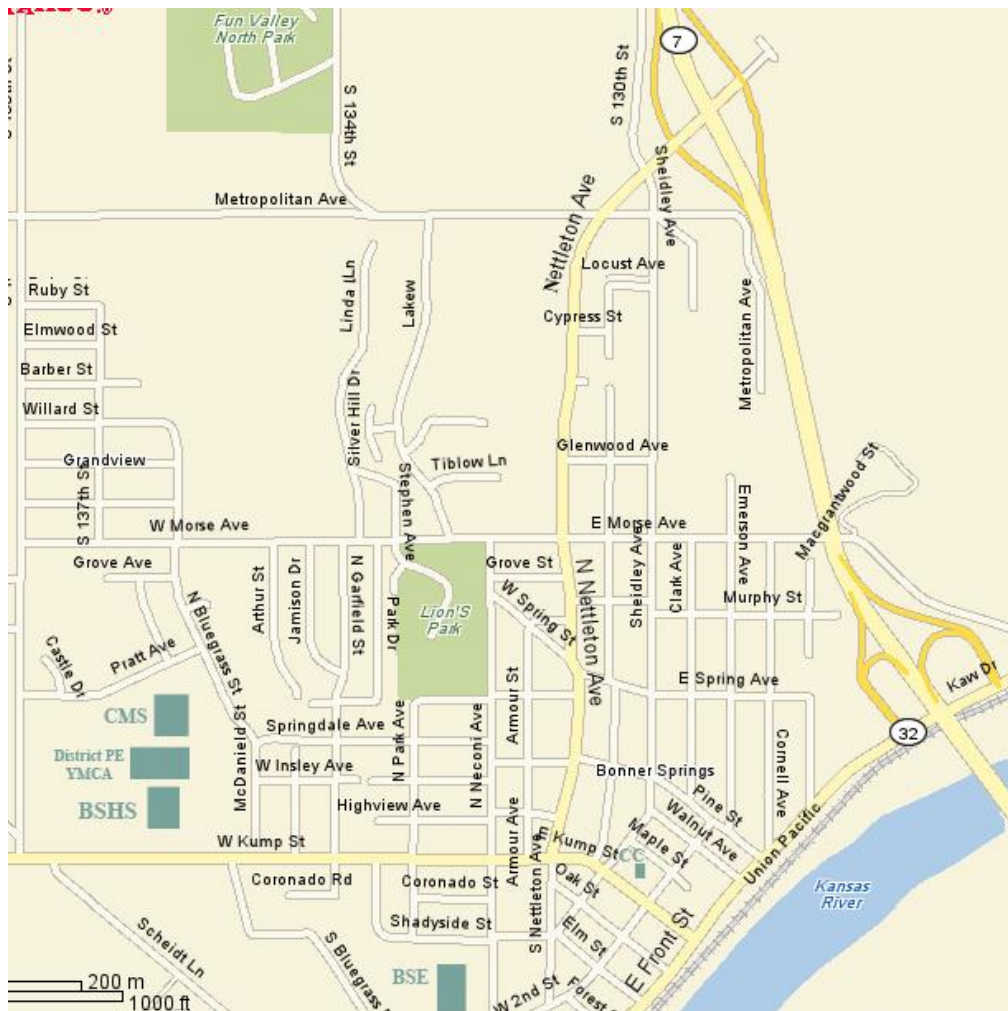 Fun Valley
North Park
7
S 134th St
S 130th St
Sheidley Ave
Metropolitan Ave
Nettleton Ave
Locust Ave
Ruby St
Linda Ln
Lakew
Cypress St
Metropolitan Ave
Elmwood St
Barber St
Silver Hill Dr
Willard St
Glenwood Ave
Grandview
Tiblow Ln
Stephen Ave
S 137th St
Macgrantwood St
Emerson Ave
W Morse Ave
E Morse Ave
Grove Ave
Grove St
Sheidley Ave
Clark Ave
N Bluegrass St
Arthur St
Jamison Dr
N Garfield St
Park Dr
Lion'S
Park
W Spring St
N Nettleton Ave
Murphy St
Castle Dr
Pratt Ave
E Spring Ave
Kaw Dr
CMS
McDanield St
Springdale Ave
N Park Ave
N Neconi Ave
Armour St
32
District PE
YMCA
W Insley Ave
Bonner Springs
Cornell Ave
BSHS
Highview Ave
Pine St
Walnut Ave
W Kump St
Armour Ave
Kump St
Maple St
Union Pacific
CC
Coronado Rd
Coronado St
Oak St
Kansas
River
Shadyside St
S Nettleton Ave
Elm St
E Front St
Scheidt Ln
S Bluegrass A
BSE
W 2nd St
Forest
200 m
1000 ft